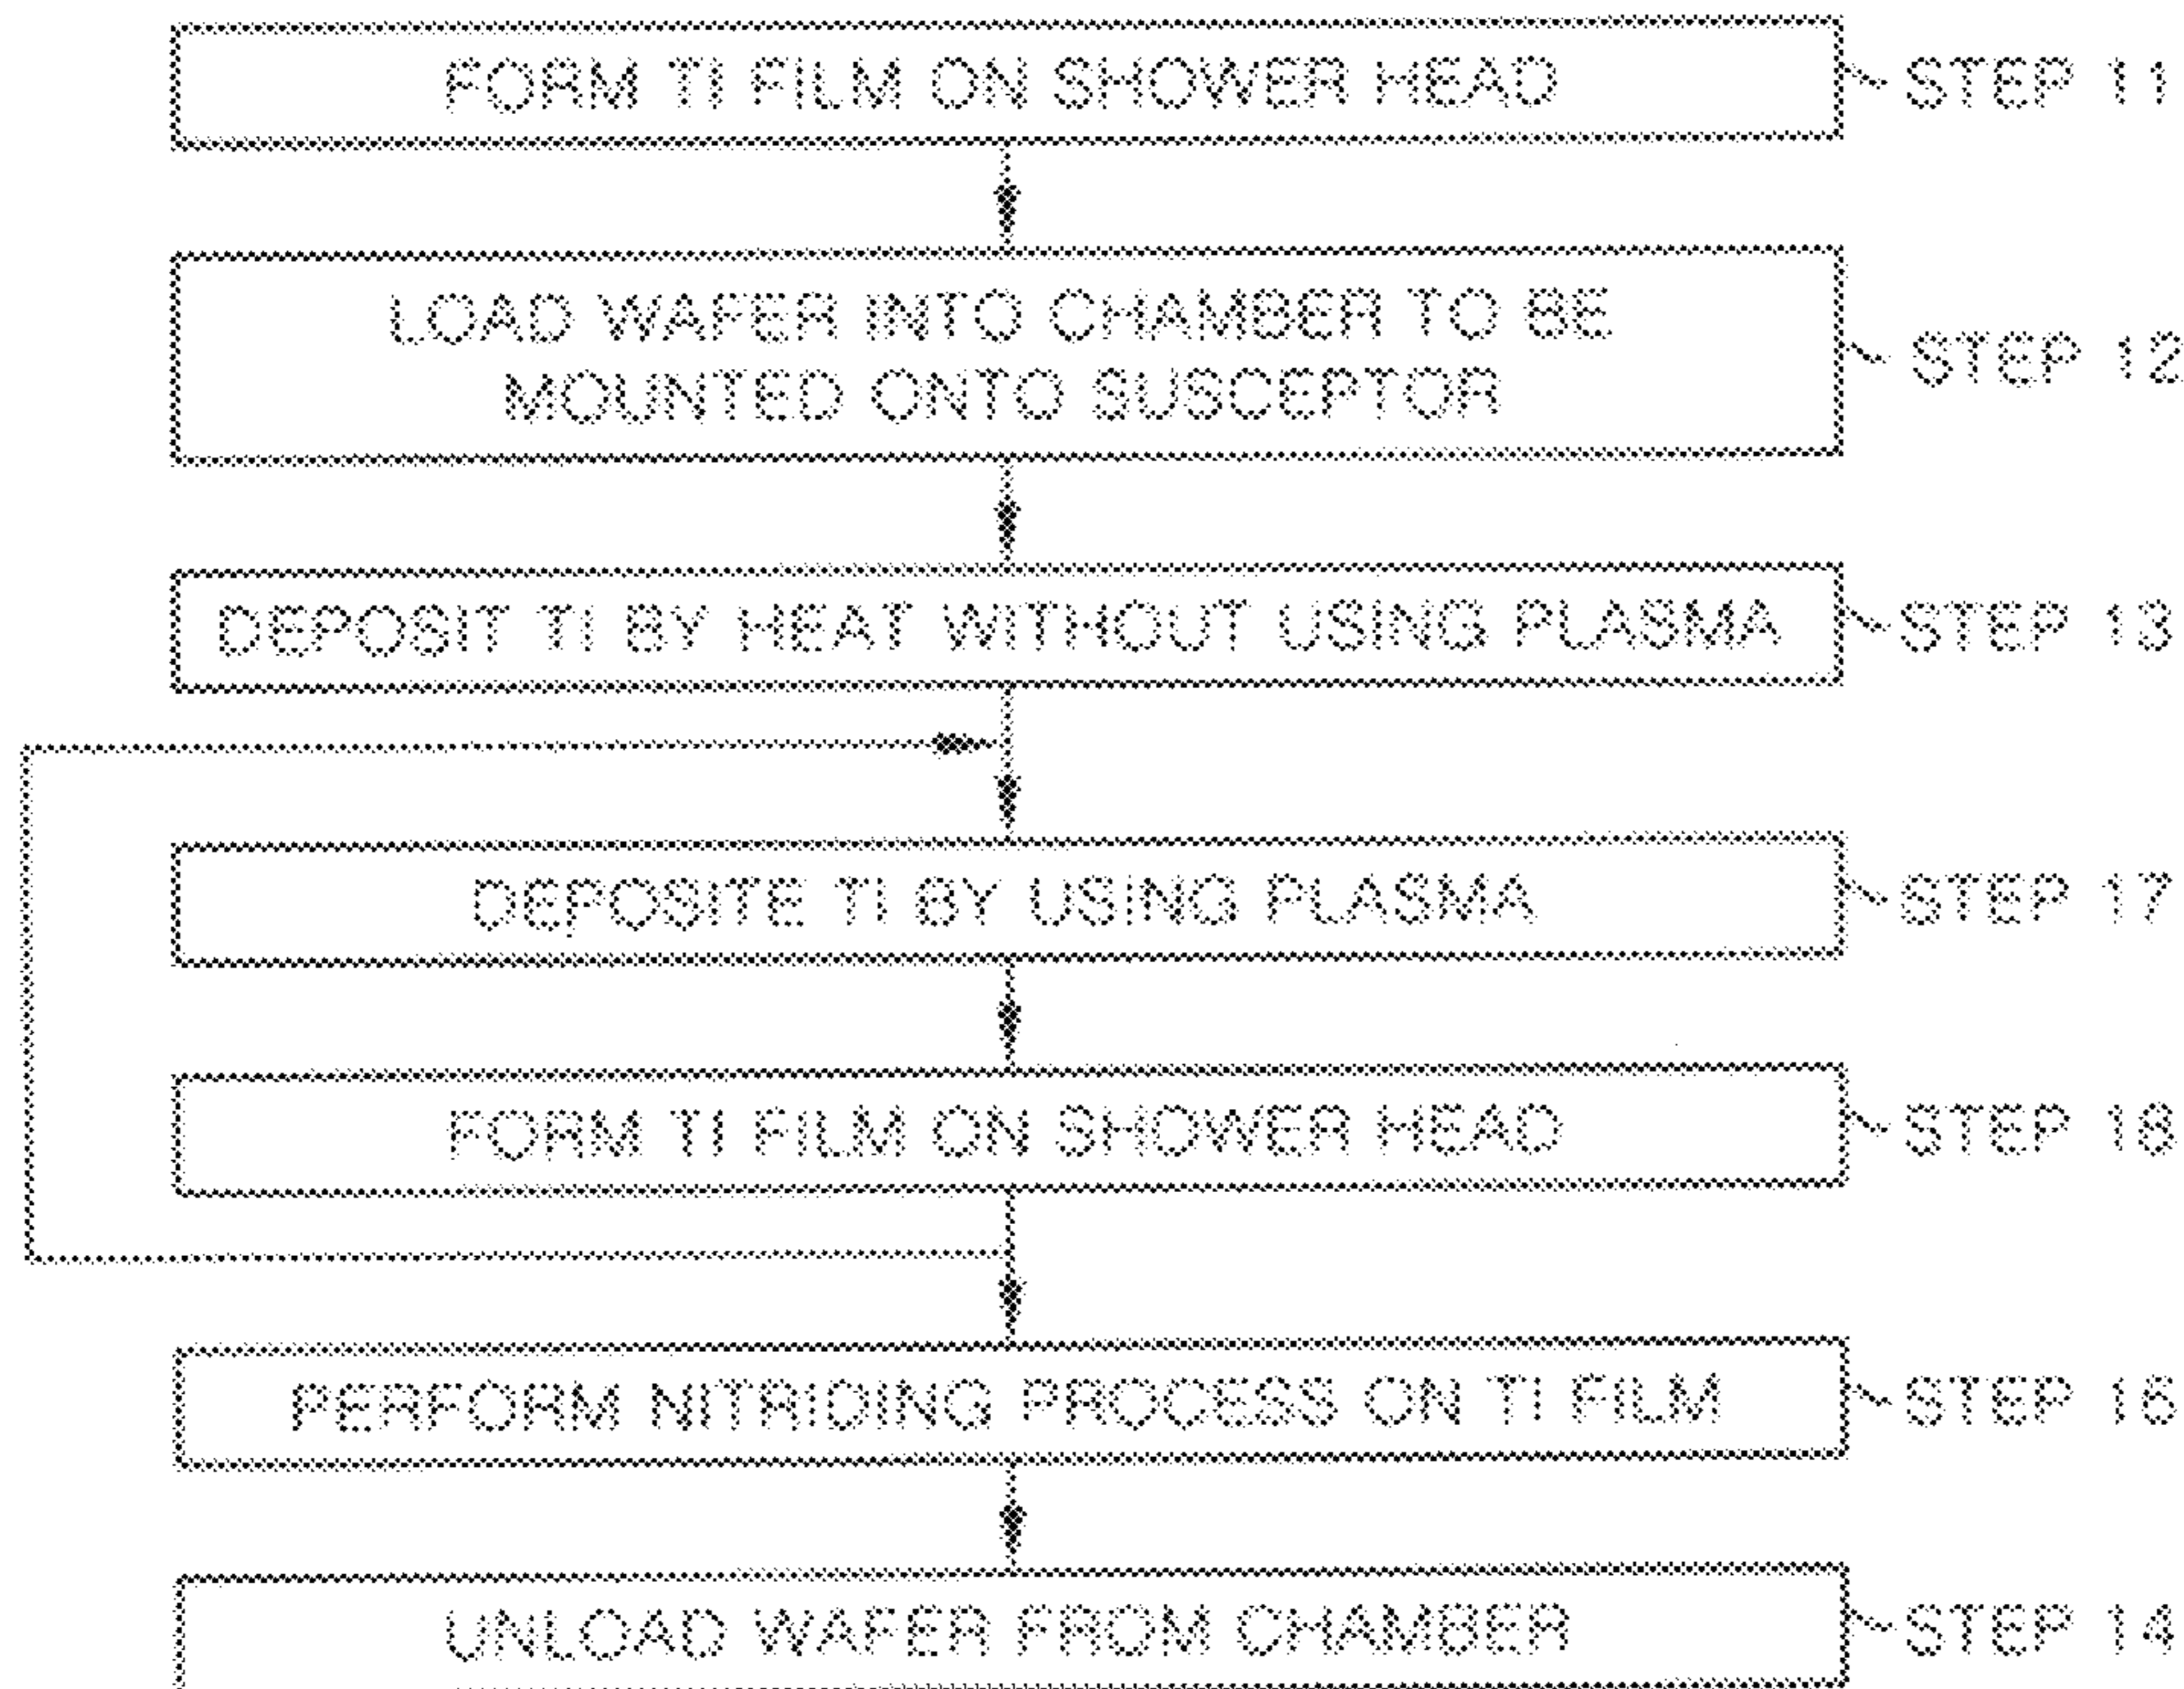 FORM TI FILM ON SHOWER HEAD
STEP 11
LOAD WAFER INTO CHAMBER TO BE
MOUNTED ONTO SUSCEPTOR
STEP 12
DEPOSIT TI BY HEAT WITHOUT USING PLASMA
STEP 13
DEPOSITE TI BY USING PLASMA
STEP 17
FORM TI FILM ON SHOWER HEAD
STEP 18
PERFORM NITRIDING PROCESS ON TI FILM
STEP 16
UNLOAD WAFER FROM CHAMBER
STEP 14